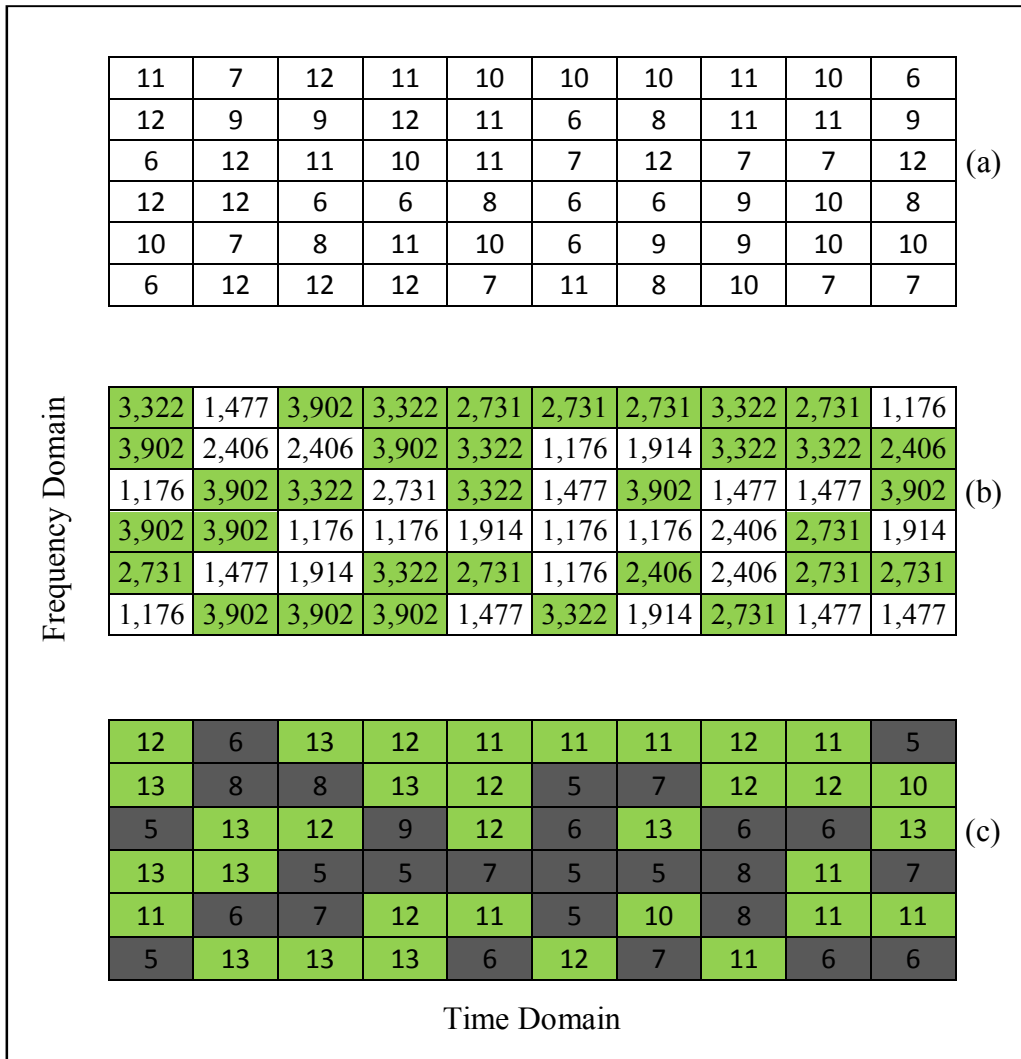 11 7 12 11 10 10 10 11 10 6
12 9 9 12 11 6 8 11 11 9
6 12 11 10 11 7 12 7 7 12 (a)
12 12 6 6 8 6 6 9 10 8
10 7 8 11 10 6 9 9 10 10
6 12 12 12 7 11 8 10 7 7
Frequency Domain
3,322 1,477 3,902 3,322 2,731 2,731 2,731 3,322 2,731 1,176
3,902 2,406 2,406 3,902 3,322 1,176 1,914 3,322 3,322 2,406
1,176 3,902 3,322 2,731 3,322 1,477 3,902 1,477 1,477 3,902 (b)
3,902 3,902 1,176 1,176 1,914 1,176 1,176 2,406 2,731 1,914
2,731 1,477 1,914 3,322 2,731 1,176 2,406 2,406 2,731 2,731
1,176 3,902 3,902 3,902 1,477 3,322 1,914 2,731 1,477 1,477
12 6 13 12 11 11 11 12 11 5
13 8 8 13 12 5 7 12 12 10
5 13 12 9 12 6 13 6 6 13 (c)
13 13 5 5 7 5 5 8 11 7
11 6 7 12 11 5 10 8 11 11
5 13 13 13 6 12 7 11 6 6
Time Domain